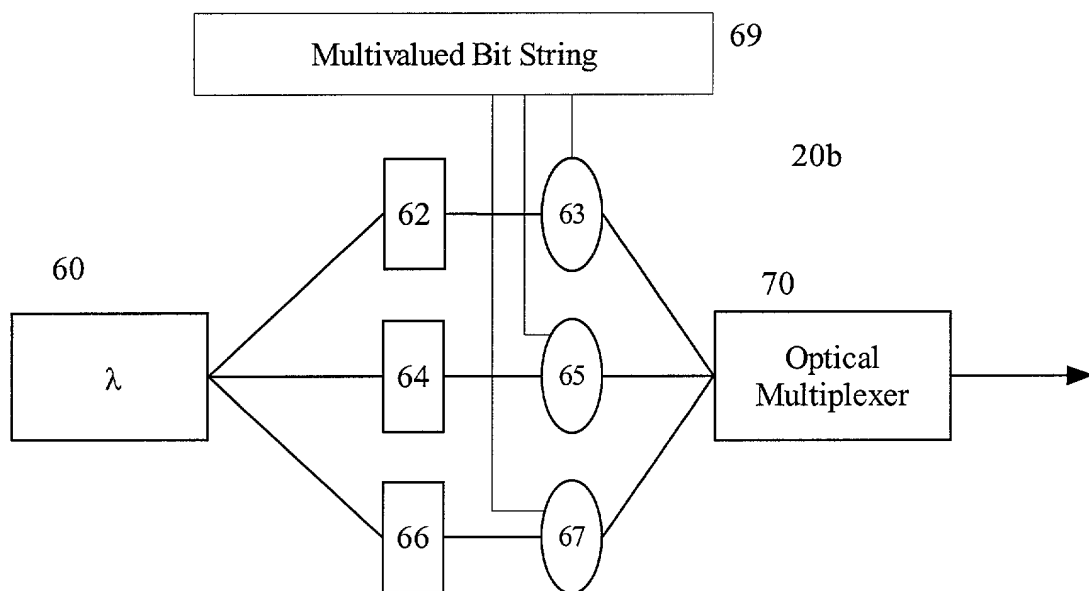 Multivalued Bit String
69
20b
62
63
60
70
λ
64
65
Optical
Multiplexer
66
67